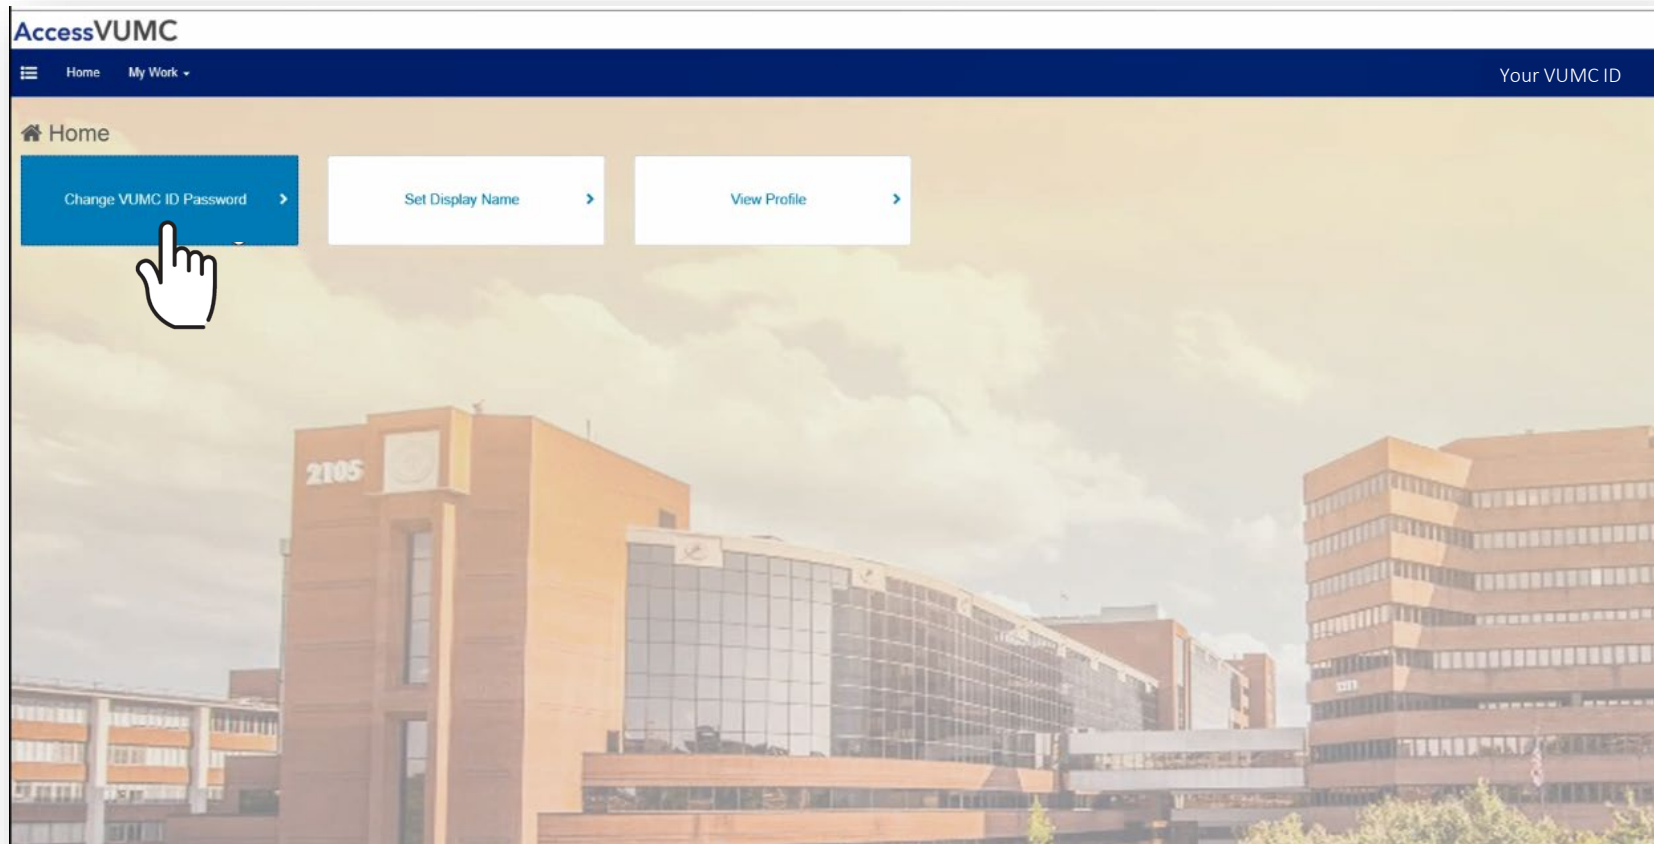 AccessVUMC
Home My Work
Your VUMC ID
Home
Change VUMC ID Password
Set Display Name
View Profile
2105